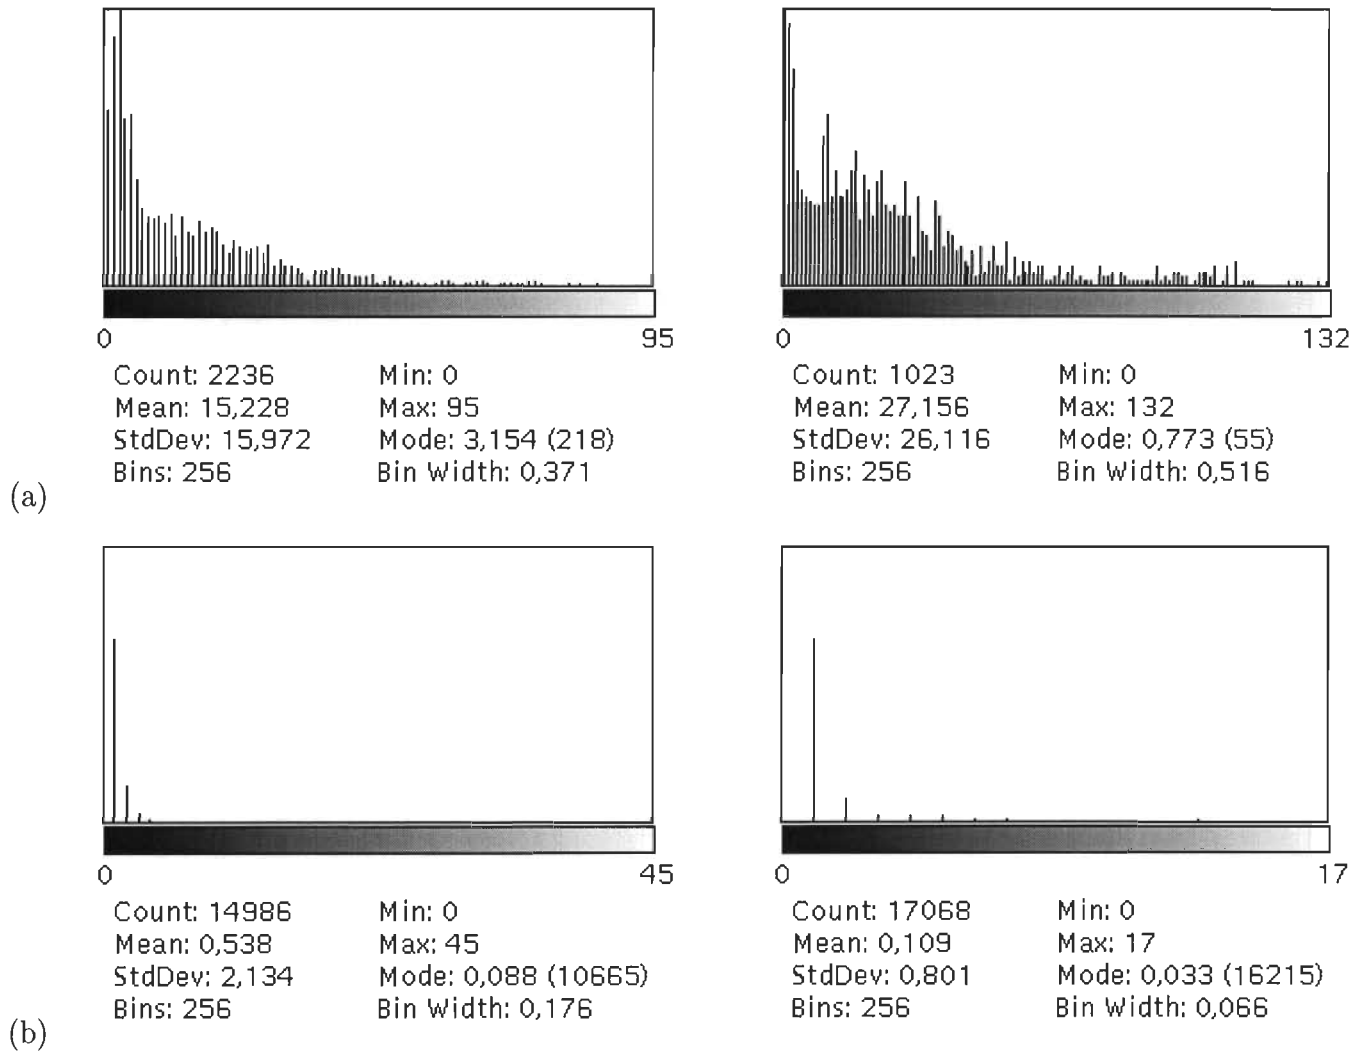 0 95
Count: 2236 Min: 0
Mean: 15,228 Max: 95
StdDev: 15,972 Mode: 3,154 (218)
Bins: 256 Bin Width: 0,371
0 132
Count: 1023 Min: 0
Mean: 27,156 Max: 132
StdDev: 26,116 Mode: 0,773 (55)
Bins: 256 Bin Width: 0,516
(a)
0 45
Count: 14986 Min: 0
Mean: 0,538 Max: 45
StdDev: 2,134 Mode: 0,088 (10665)
Bins: 256 Bin Width: 0,176
0 17
Count: 17068 Min: 0
Mean: 0,109 Max: 17
StdDev: 0,801 Mode: 0,033 (16215)
Bins: 256 Bin Width: 0,066
(b)